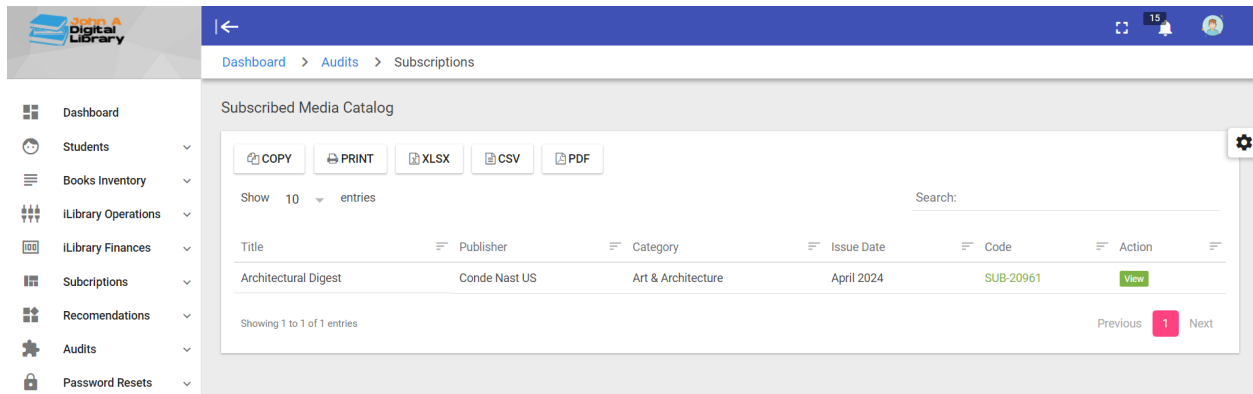 John A
Digital
Library
15
Dashboard > Audits > Subscriptions
Dashboard
Students
Books Inventory
iLibrary Operations
iLibrary Finances
Subcriptions
Recomendations
Audits
Password Resets
Subscribed Media Catalog
COPY PRINT XLSX CSV PDF
Show 10 entries Search:
Title Publisher Category Issue Date Code Action
Architectural Digest Conde Nast US Art & Architecture April 2024 SUB-20961 View
Showing 1 to 1 of 1 entries Previous 1 Next